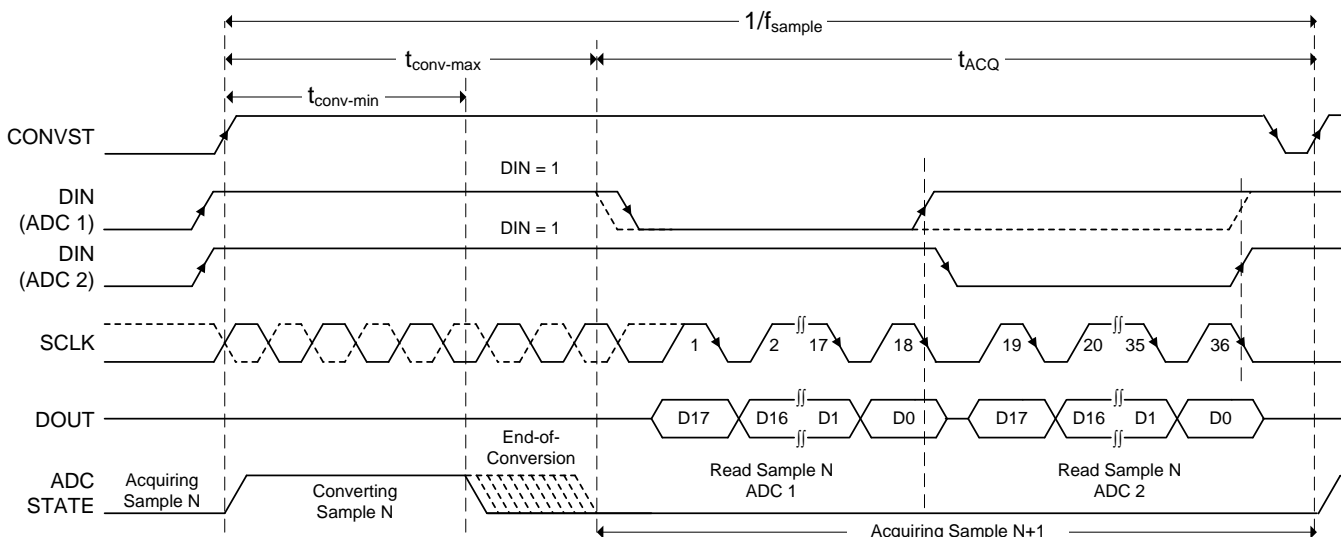 1/fsample
tconv-max
tACQ
tconv-min
CONVST
DIN = 1
DIN
(ADC 1)
DIN = 1
DIN
(ADC 2)
SCLK
1 2 17 18 19 20 35 36
DOUT
D17 D16 D1 D0 D17 D16 D1 D0
End-of-
Conversion
ADC
STATE
Acquiring
Sample N
Converting
Sample N
Read Sample N
ADC 1
Read Sample N
ADC 2
Acquiring Sample N+1